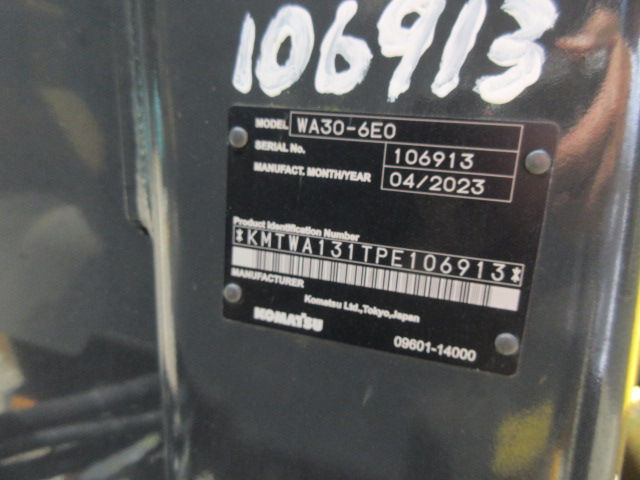 106913
MODEL WA30-6E0
SERIAL No. 106913
MANUFACT. MONTH/YEAR 04/2023
Product Identification Number
*KMTWA131TPE106913*
MANUFACTURER
Komatsu Ltd.,Tokyo,Japan
KOMATSU
09601-14000